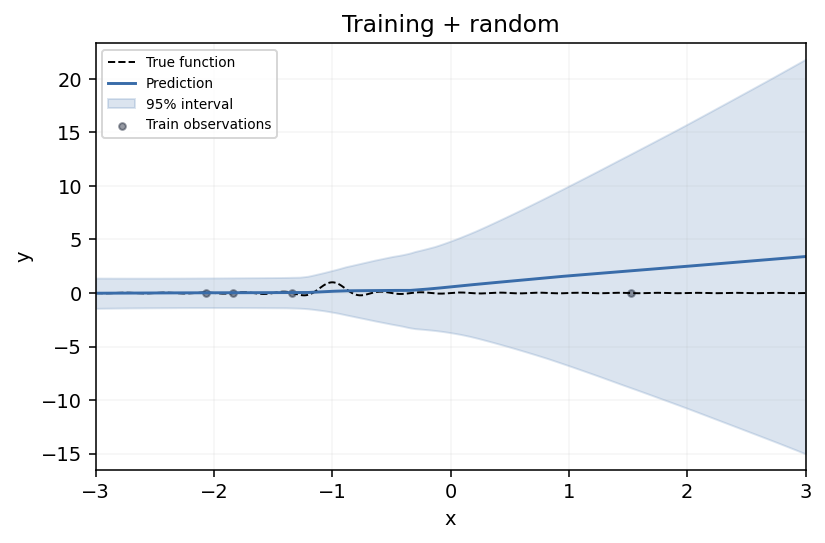 Training + random
True function
Prediction
95% interval
Train observations
20
15
10
5
0
−5
−10
−15
y
−3
−2
−1
0
1
2
3
x